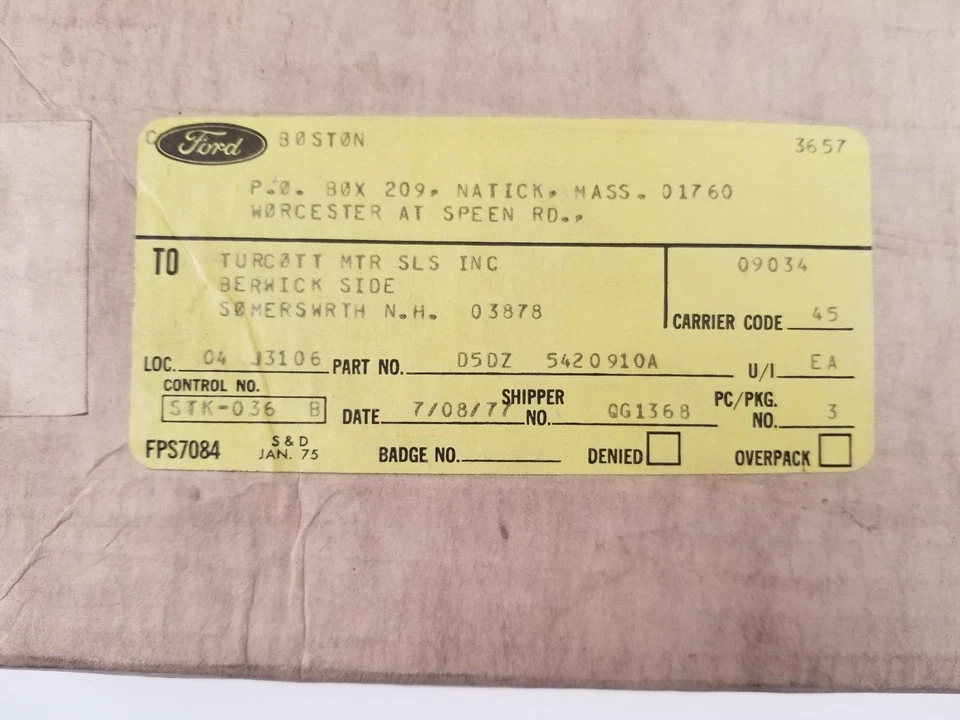 C Ford BØSTØN 3657
P.Ø. BØX 209, NATICK, MASS. 01760
WØRCESTER AT SPEEN RD.,
TO TURCØTT MTR SLS INC 09034
BERWICK SIDE
SØMERSWRTH N.H. 03878
CARRIER CODE 45
LOC. 04 J3106 PART NO. D5DZ 5420910A U/I EA
CONTROL NO.
STK-036 B DATE 7/08/77 SHIPPER NO. QG1368 PC/PKG. NO. 3
FPS7084 S & D JAN. 75 BADGE NO. DENIED OVERPACK